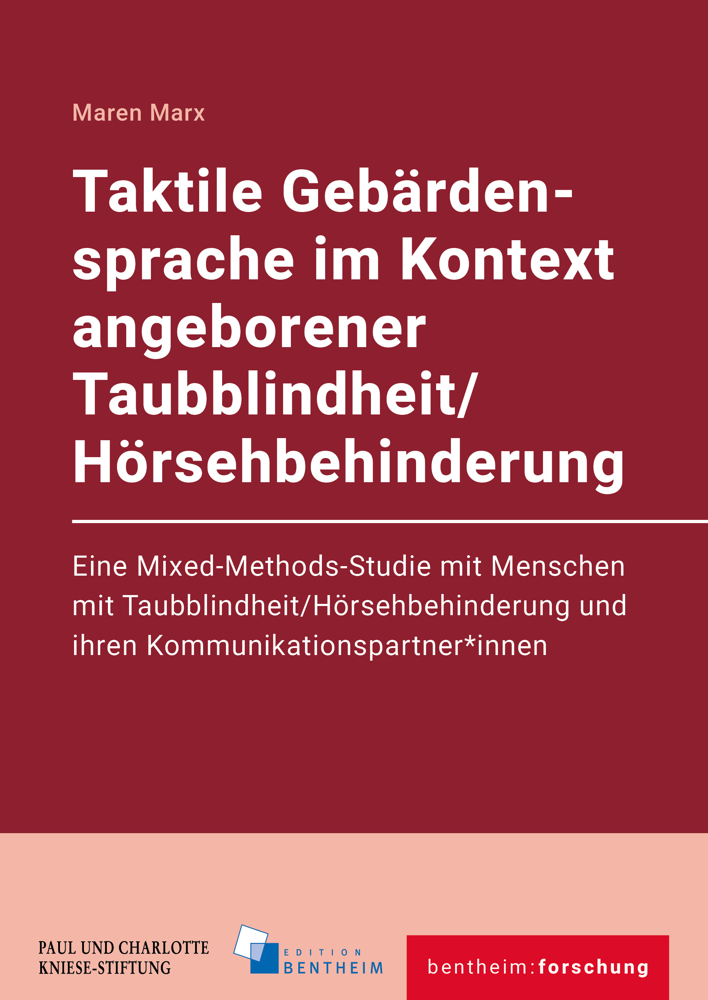 Maren Marx
Taktile Gebärden-
sprache im Kontext
angeborener
Taubblindheit/
Hörsehbehinderung
Eine Mixed-Methods-Studie mit Menschen
mit Taubblindheit/Hörsehbehinderung und
ihren Kommunikationspartner*innen
PAUL UND CHARLOTTE
KNIESE-STIFTUNG
EDITION
BENTHEIM
bentheim:forschung